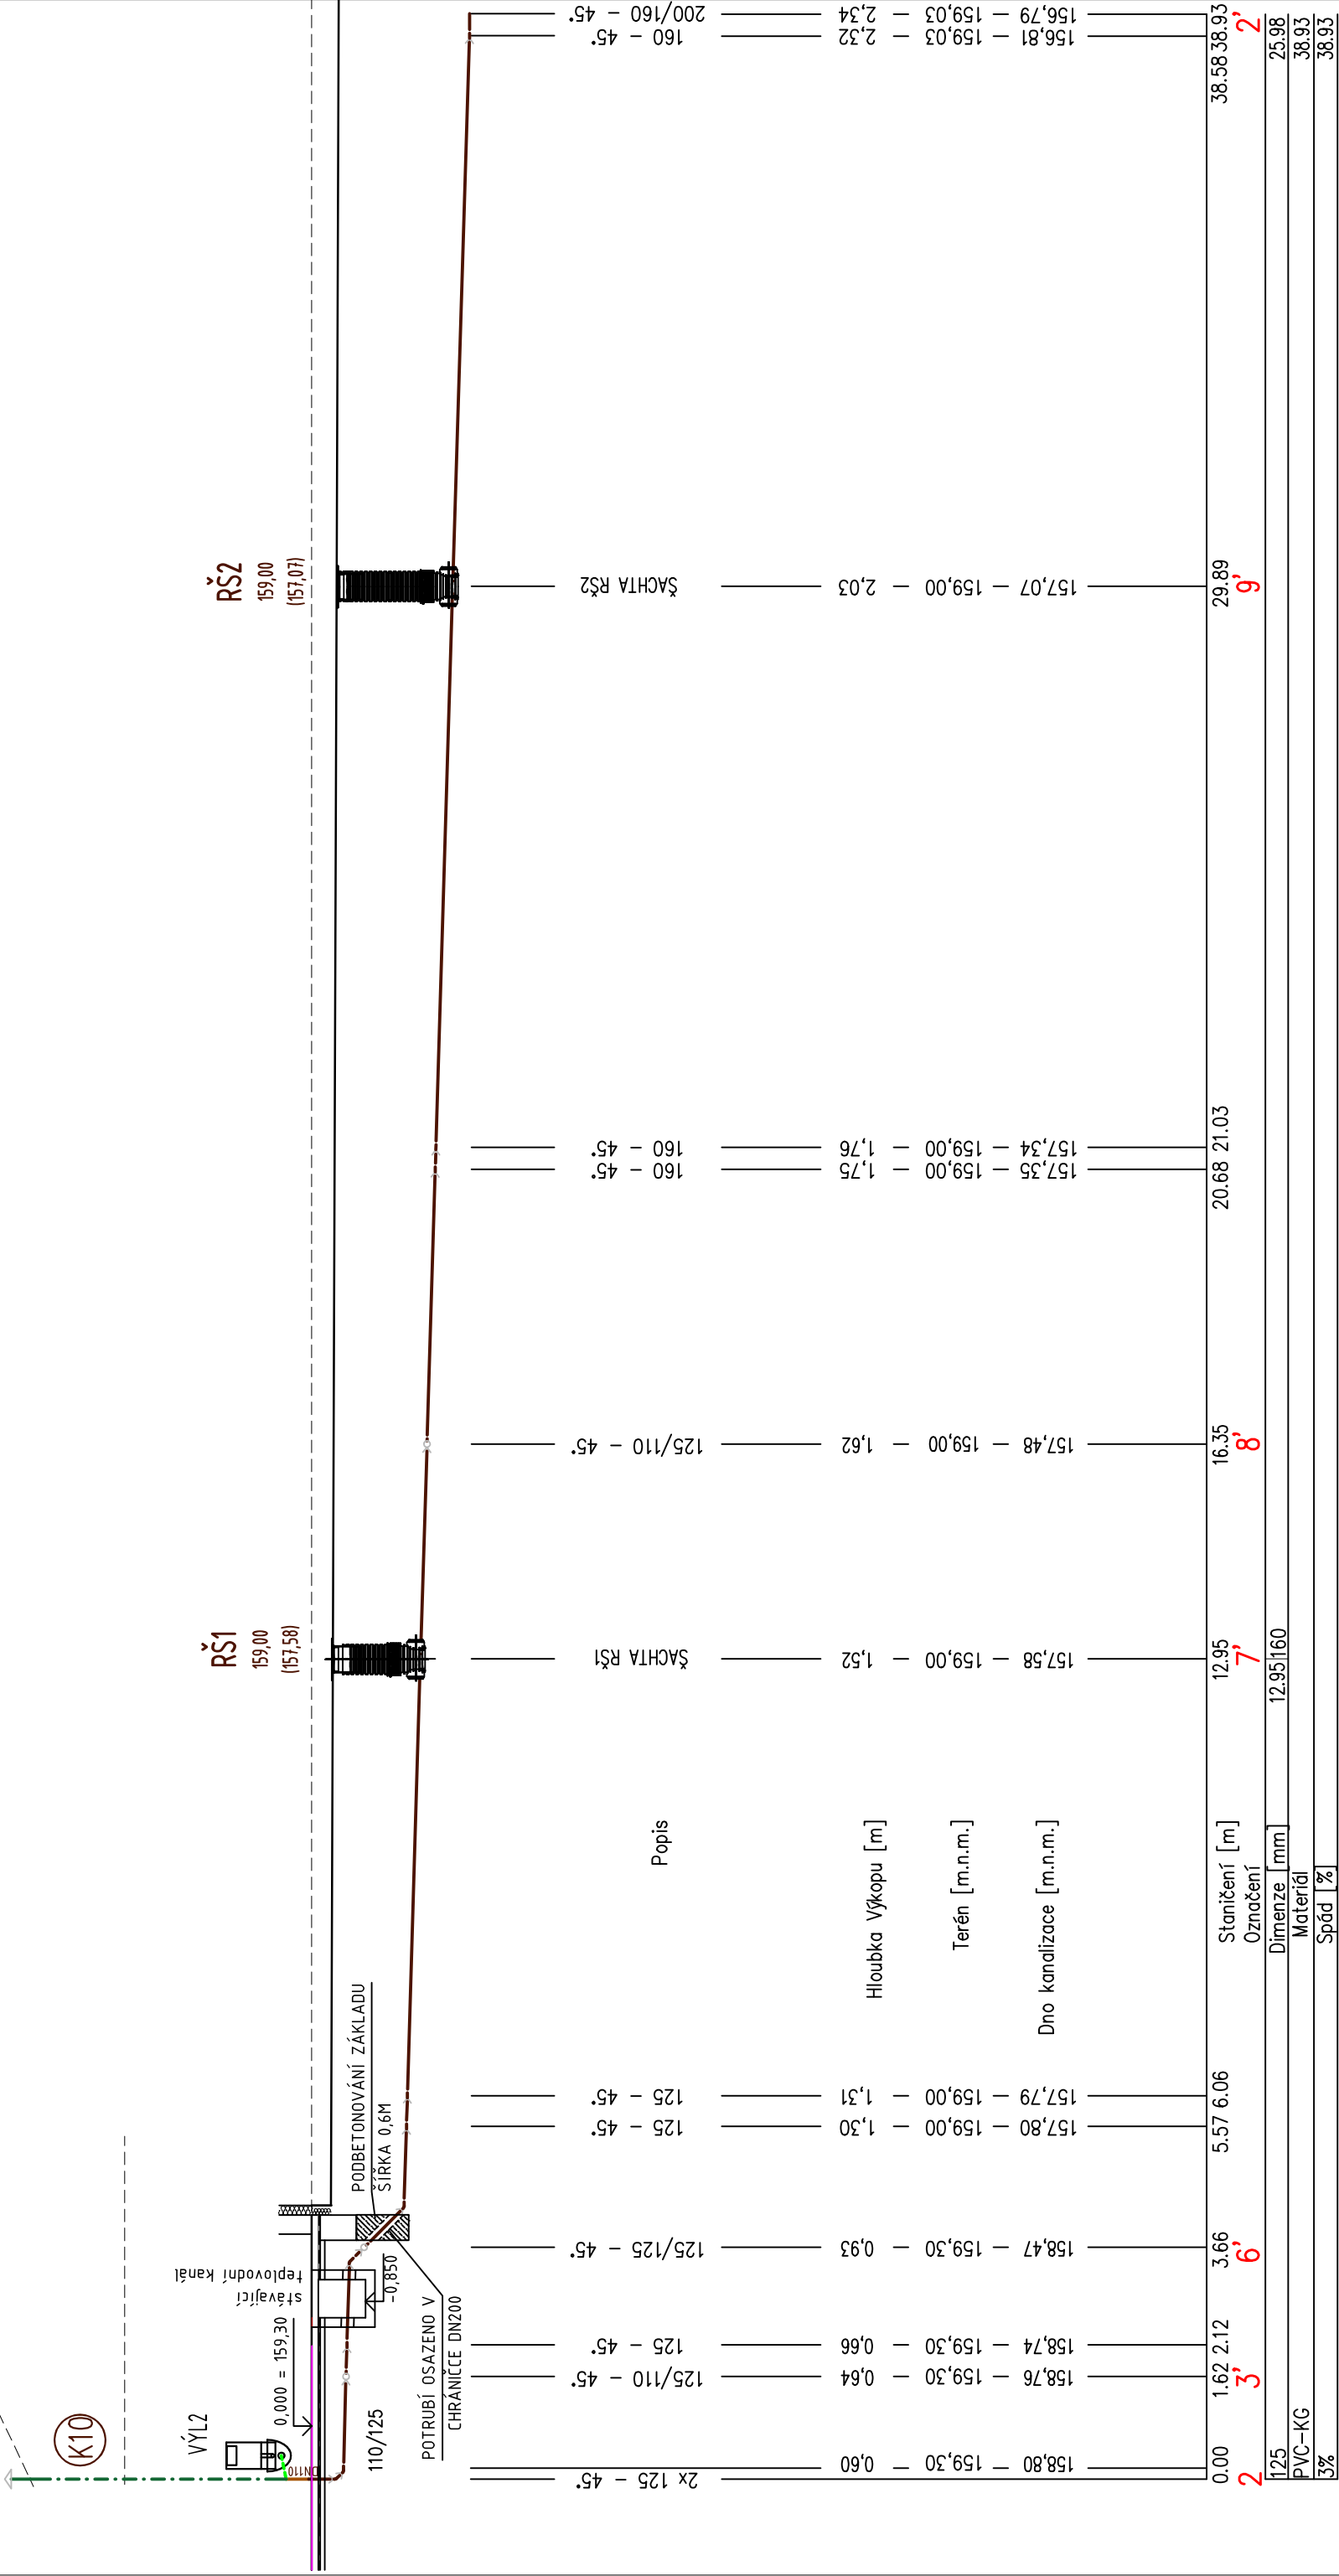 K10
VÝL2
DN110
0,000 = 159,30
stávající
teplovodní kanál
-0,850
110/125
POTRUBÍ OSAZENO V
CHRÁNIČCE DN200
PODBETONOVÁNÍ ZÁKLADU
ŠÍŘKA 0,6M
RŠ1
159,00
(157,58)
RŠ2
159,00
(157,07)
Popis
2x 125 - 45°
125/110 - 45°
125 - 45°
125/125 - 45°
125 - 45°
125 - 45°
ŠACHTA RŠ1
125/110 - 45°
160 - 45°
160 - 45°
ŠACHTA RŠ2
160 - 45°
200/160 - 45°
Hloubka Výkopu [m]
0,60
0,64
0,66
0,93
1,30
1,31
1,52
1,62
1,75
1,76
2,03
2,32
2,34
Terén [m.n.m.]
159,30
159,30
159,30
159,30
159,00
159,00
159,00
159,00
159,00
159,00
159,00
159,03
159,03
Dno kanalizace [m.n.m.]
158,80
158,76
158,74
158,47
157,80
157,79
157,58
157,48
157,35
157,34
157,07
156,81
156,79
Staničení [m]
0.00 1.62 2.12 3.66 5.57 6.06 12.95 16.35 20.68 21.03 29.89 38.58 38.93
Označení
2 3' 6' 7' 8' 9' 2'
Dimenze [mm]
125 12.95 160 25.98
Materiál
PVC-KG 38.93
Spád [%]
3% 38.93